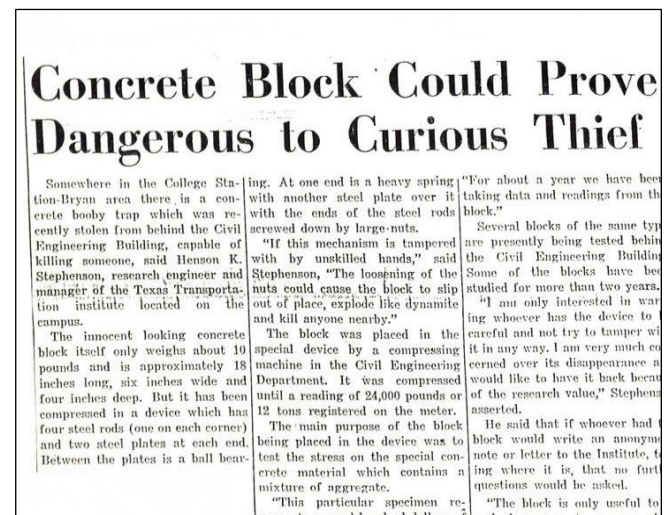 Concrete Block Could Prove
Dangerous to Curious Thief
Somewhere in the College Sta-
tion-Bryan area there is a con-
crete booby trap which was re-
cently stolen from behind the Civil
Engineering Building, capable of
killing someone, said Henson K.
Stephenson, research engineer and
manager of the Texas Transporta-
tion institute located on the
campus.
The innocent looking concrete
block itself only weighs about 10
pounds and is approximately 18
inches long, six inches wide and
four inches deep. But it has been
compressed in a device which has
four steel rods (one on each corner)
and two steel plates at each end.
Between the plates is a ball bear-
ing. At one end is a heavy spring
with another steel plate over it
with the ends of the steel rods
screwed down by large nuts.
"If this mechanism is tampered
with by unskilled hands," said
Stephenson, "The loosening of the
nuts could cause the block to slip
out of place, explode like dynamite
and kill anyone nearby."
The block was placed in the
special device by a compressing
machine in the Civil Engineering
Department. It was compressed
until a reading of 24,000 pounds or
12 tons registered on the meter.
The main purpose of the block
being placed in the device was to
test the stress on the special con-
crete material which contains a
mixture of aggregate.
"This particular specimen re-
"For about a year we have been
taking data and readings from th
block."
Several blocks of the same typ
are presently being tested behin
the Civil Engineering Building
Some of the blocks have bee
studied for more than two years.
"I am only interested in war
ing whoever has the device to
careful and not try to tamper wi
it in any way. I am very much co
cerned over its disappearance a
would like to have it back becau
of the research value," Stephens
asserted.
He said that if whoever had
block would write an anonym
note or letter to the Institute, t
ing where it is, that no furt
questions would be asked.
"The block is only useful to